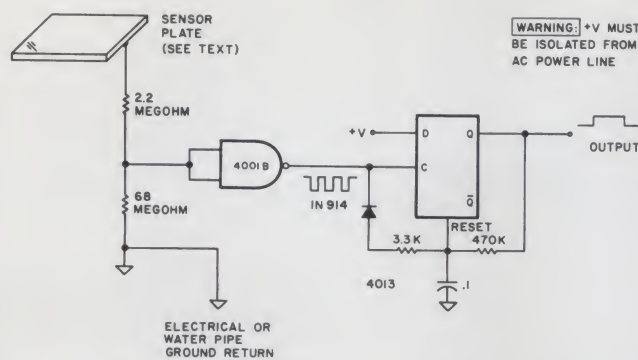 SENSOR
PLATE
(SEE TEXT)
WARNING: +V MUST
BE ISOLATED FROM
AC POWER LINE
2.2
MEGOHM
+V
D
Q
OUTPUT
4001B
C
68
MEGOHM
IN914
Q̅
RESET
3.3K
470K
4013
.1
ELECTRICAL OR
WATER PIPE
GROUND RETURN